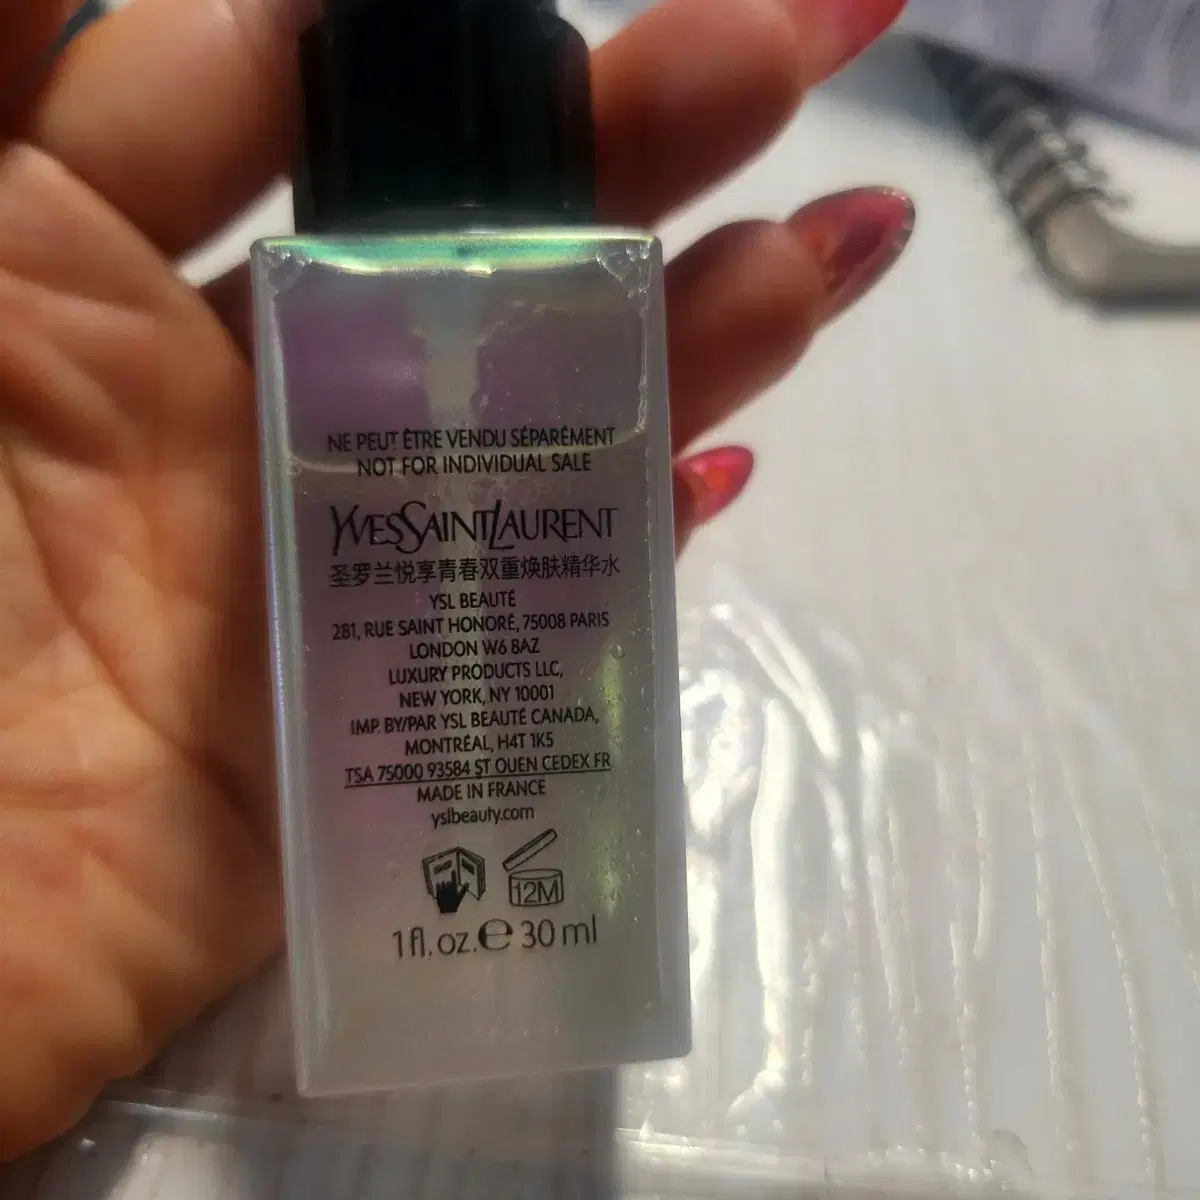 NE PEUT ÊTRE VENDU SÉPARÉMENT
NOT FOR INDIVIDUAL SALE
YVESSAINTLAURENT
圣罗兰悦享青春双重焕肤精华水
YSL BEAUTÉ
281, RUE SAINT HONORÉ, 75008 PARIS
LONDON W6 8AZ
LUXURY PRODUCTS LLC,
NEW YORK, NY 10001
IMP. BY/PAR YSL BEAUTÉ CANADA,
MONTRÉAL, H4T 1K5
TSA 75000 93584 ST OUEN CEDEX FR
MADE IN FRANCE
yslbeauty.com
12M
1 fl. oz. ℮ 30 ml